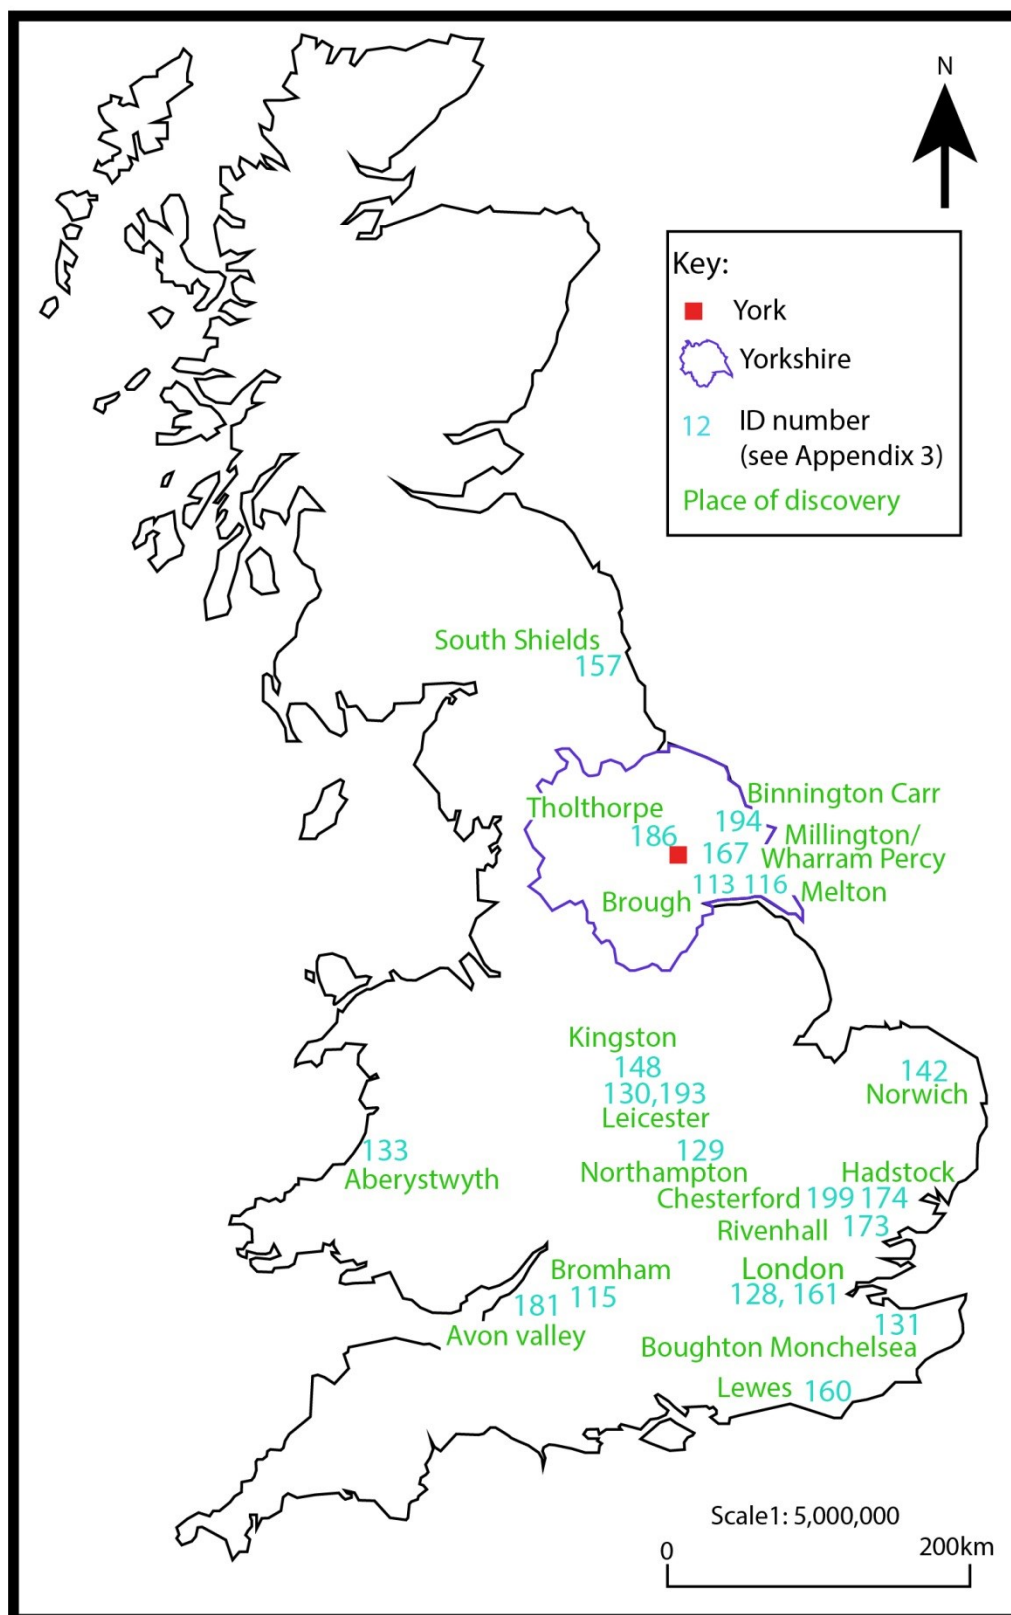 N
Key:
York
Yorkshire
12 ID number
(see Appendix 3)
Place of discovery
South Shields
157
Binnington Carr
Tholthorpe
194
186
Millington/
167
Wharram Percy
113 116
Melton
Brough
Kingston
148
142
130,193
Norwich
Leicester
133
129
Aberystwyth
Northampton
Hadstock
Chesterford 199 174
Rivenhall 173
Bromham
London
181 115
128, 161
131
Avon valley
Boughton Monchelsea
Lewes 160
Scale1: 5,000,000
0 200km